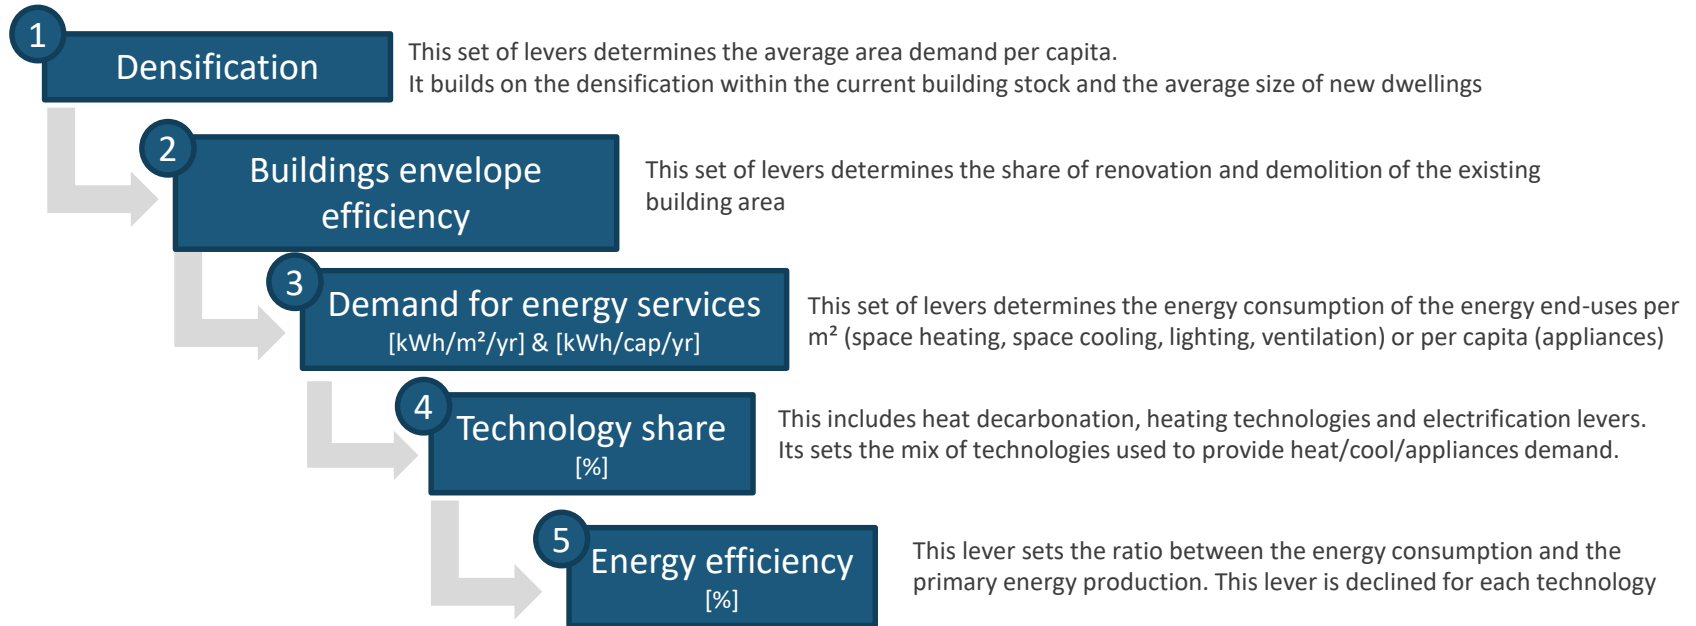 1
Densification
This set of levers determines the average area demand per capita.
It builds on the densification within the current building stock and the average size of new dwellings
2
Buildings envelope
efficiency
This set of levers determines the share of renovation and demolition of the existing
building area
3
Demand for energy services
[kWh/m²/yr] & [kWh/cap/yr]
This set of levers determines the energy consumption of the energy end-uses per
m² (space heating, space cooling, lighting, ventilation) or per capita (appliances)
4
Technology share
[%]
This includes heat decarbonation, heating technologies and electrification levers.
Its sets the mix of technologies used to provide heat/cool/appliances demand.
5
Energy efficiency
[%]
This lever sets the ratio between the energy consumption and the
primary energy production. This lever is declined for each technology